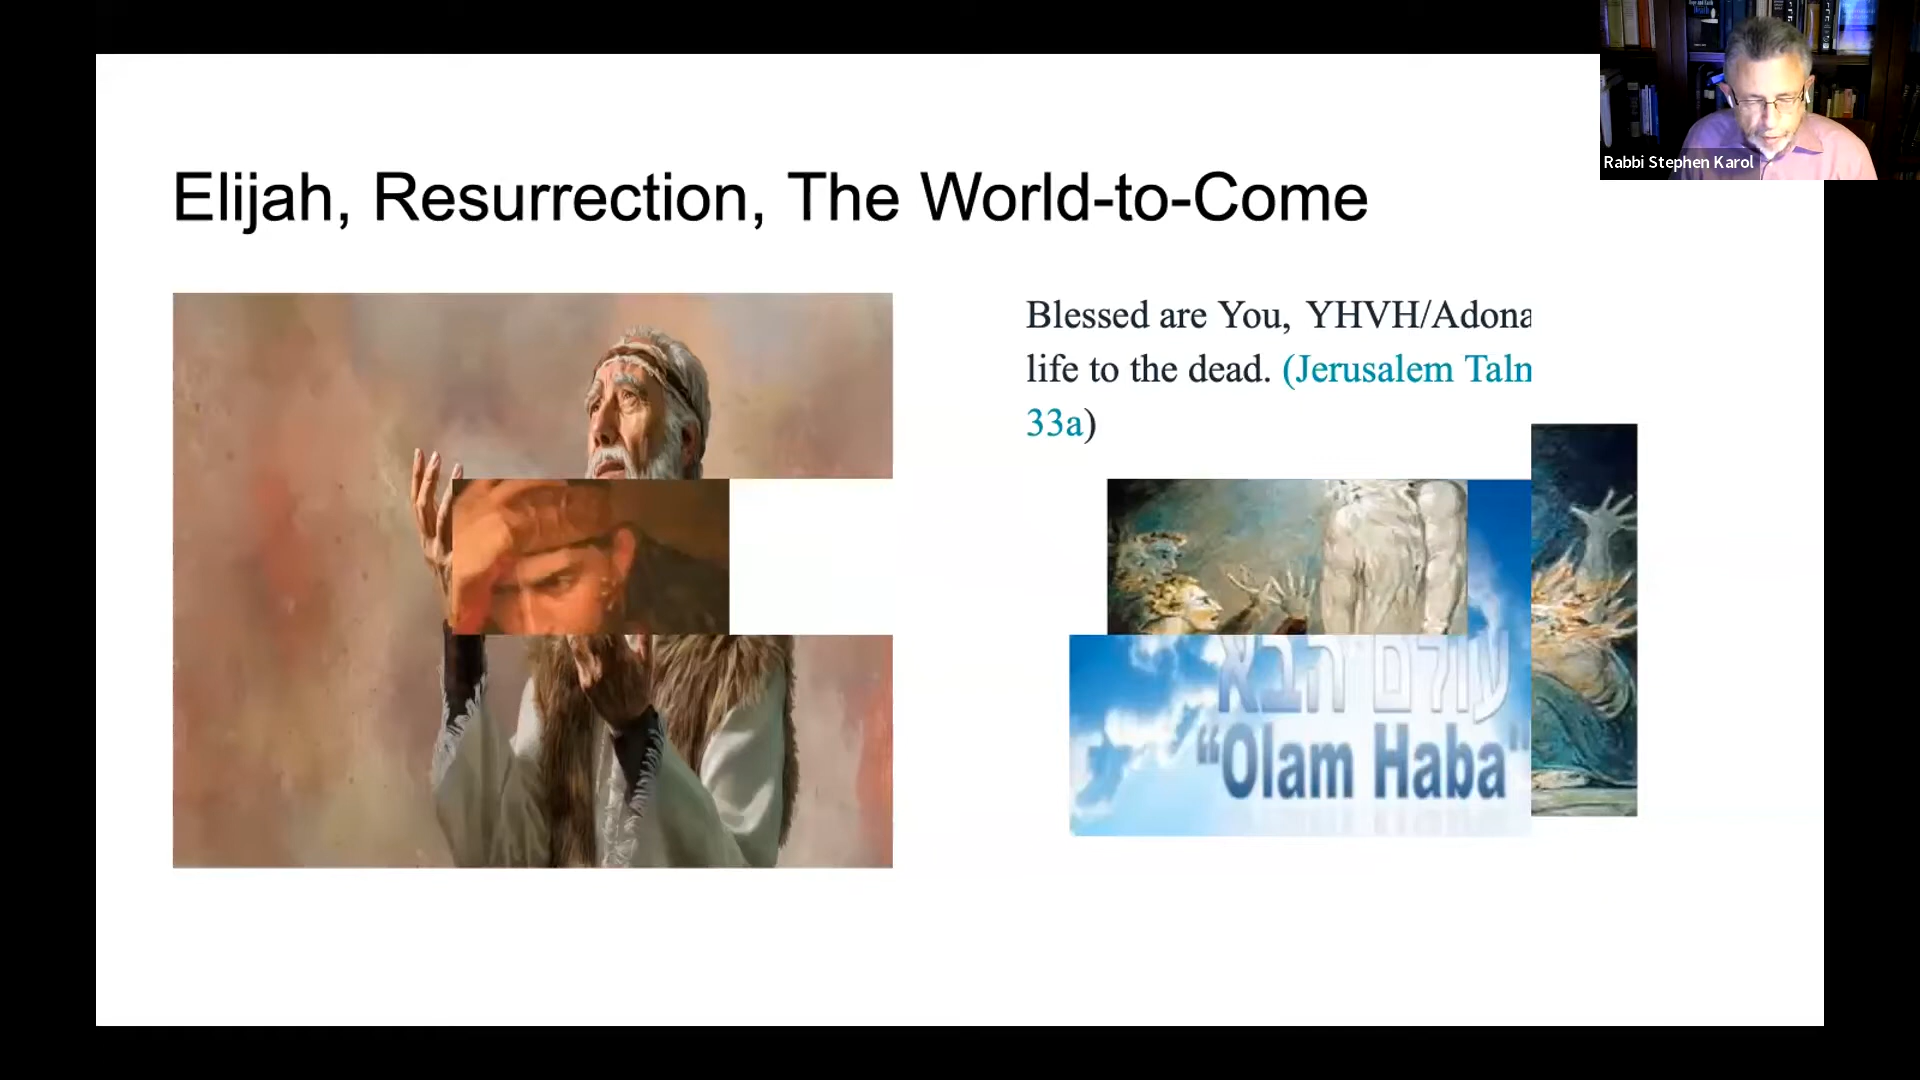 Rabbi Stephen Karol
Elijah, Resurrection, The World-to-Come
Blessed are You, YHVH/Adona
life to the dead. (Jerusalem
33a)
עולם הבא
“Olam Haba"